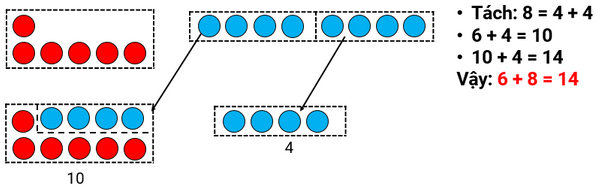 • Tách: 8 = 4 + 4
• 6 + 4 = 10
• 10 + 4 = 14
Vậy: 6 + 8 = 14
10
4